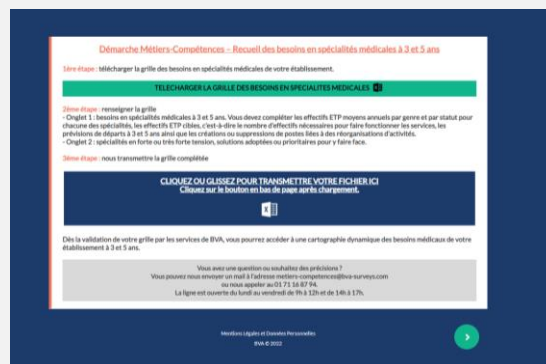 Démarche Métiers-Compétences – Recueil des besoins en spécialités médicales à 3 et 5 ans
1ère étape : télécharger la grille des besoins en spécialités médicales de votre établissement.
TELECHARGER LA GRILLE DES BESOINS EN SPECIALITES MEDICALES
2ème étape : renseigner la grille
- Onglet 1 : besoins en spécialités médicales à 3 et 5 ans. Vous devez compléter les effectifs ETP moyens annuels par genre et par statut pour
chacune des spécialités, les effectifs ETP cibles, c'est-à-dire le nombre d'effectifs nécessaires pour faire fonctionner les services, les
prévisions de départs à 3 et 5 ans ainsi que les créations ou suppressions de postes liées à des réorganisations d'activités.
- Onglet 2 : spécialités en forte ou très forte tension, solutions adoptées ou prioritaires pour y faire face.
3ème étape : nous transmettre la grille complétée
CLIQUEZ OU GLISSEZ POUR TRANSMETTRE VOTRE FICHIER ICI
Cliquez sur le bouton en bas de page après chargement.
Dès la validation de votre grille par les services de BVA, vous pourrez accéder à une cartographie dynamique des besoins médicaux de votre
établissement à 3 et 5 ans.
Vous avez une question ou souhaitez des précisions ?
Vous pouvez nous envoyer un mail à l'adresse metiers-competences@bva-surveys.com
ou nous appeler au 01 71 16 87 94.
La ligne est ouverte du lundi au vendredi de 9h à 12h et de 14h à 17h.
Mentions Légales et Données Personnelles
BVA © 2022